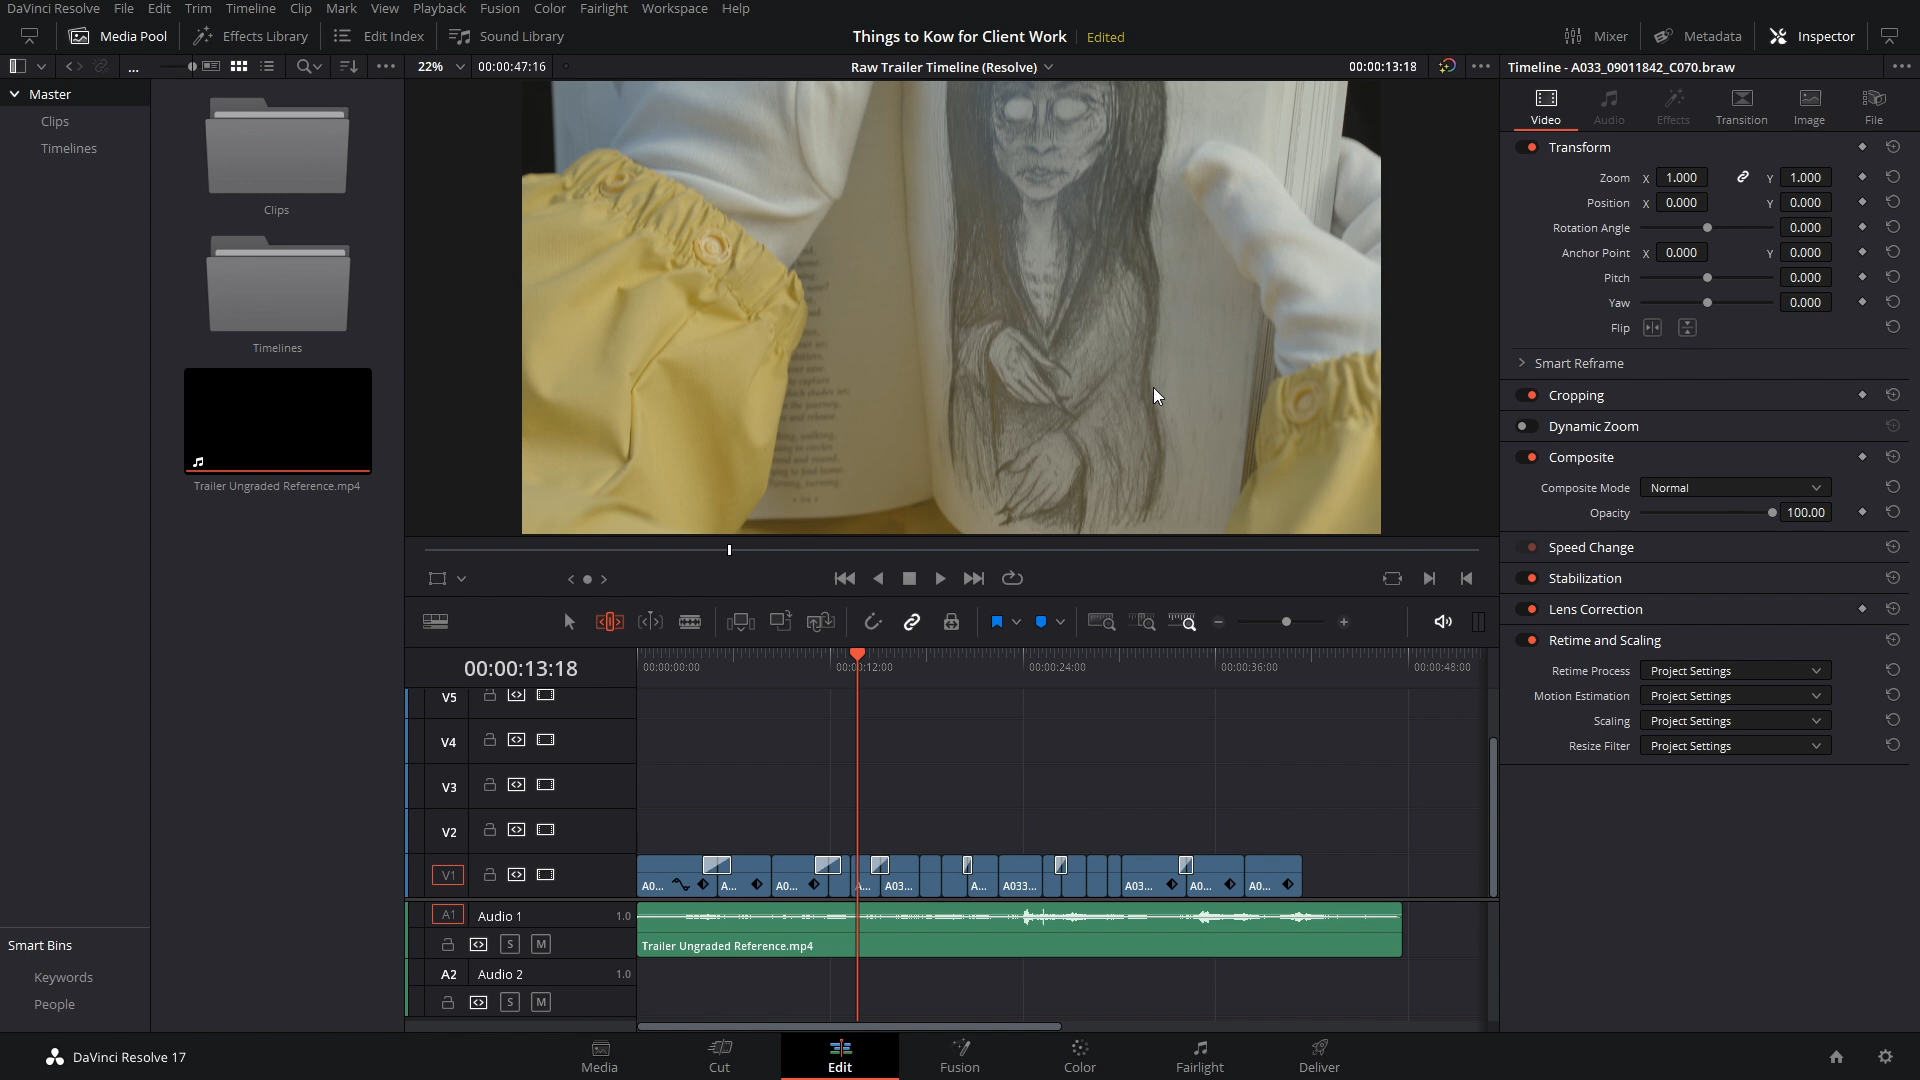 DaVinci Resolve File Edit Trim Timeline Clip Mark View Playback Fusion Color Fairlight Workspace Help
Media Pool Effects Library Edit Index Sound Library Things to Kow for Client Work Edited Mixer Metadata Inspector
... 22% 00:00:47:16 Raw Trailer Timeline (Resolve) 00:00:13:18 Timeline - A033_09011842_C070.braw
Master
Clips
Timelines
Clips
Timelines
Trailer Ungraded Reference.mp4
Smart Bins
Keywords
People
Video Audio Effects Transition Image File
Transform
Zoom X 1.000 Y 1.000
Position X 0.000 Y 0.000
Rotation Angle 0.000
Anchor Point X 0.000 Y 0.000
Pitch 0.000
Yaw 0.000
Flip
Smart Reframe
Cropping
Dynamic Zoom
Composite
Composite Mode Normal
Opacity 100.00
Speed Change
Stabilization
Lens Correction
Retime and Scaling
Retime Process Project Settings
Motion Estimation Project Settings
Scaling Project Settings
Resize Filter Project Settings
00:00:13:18 00:00:00:00 00:00:12:00 00:00:24:00 00:00:36:00 00:00:48:00
V5
V4
V3
V2
V1 A0... A... A0... A... A03... A... A033... A03... A0... A0...
A1 Audio 1 1.0
S M Trailer Ungraded Reference.mp4
A2 Audio 2 1.0
S M
DaVinci Resolve 17 Media Cut Edit Fusion Color Fairlight Deliver